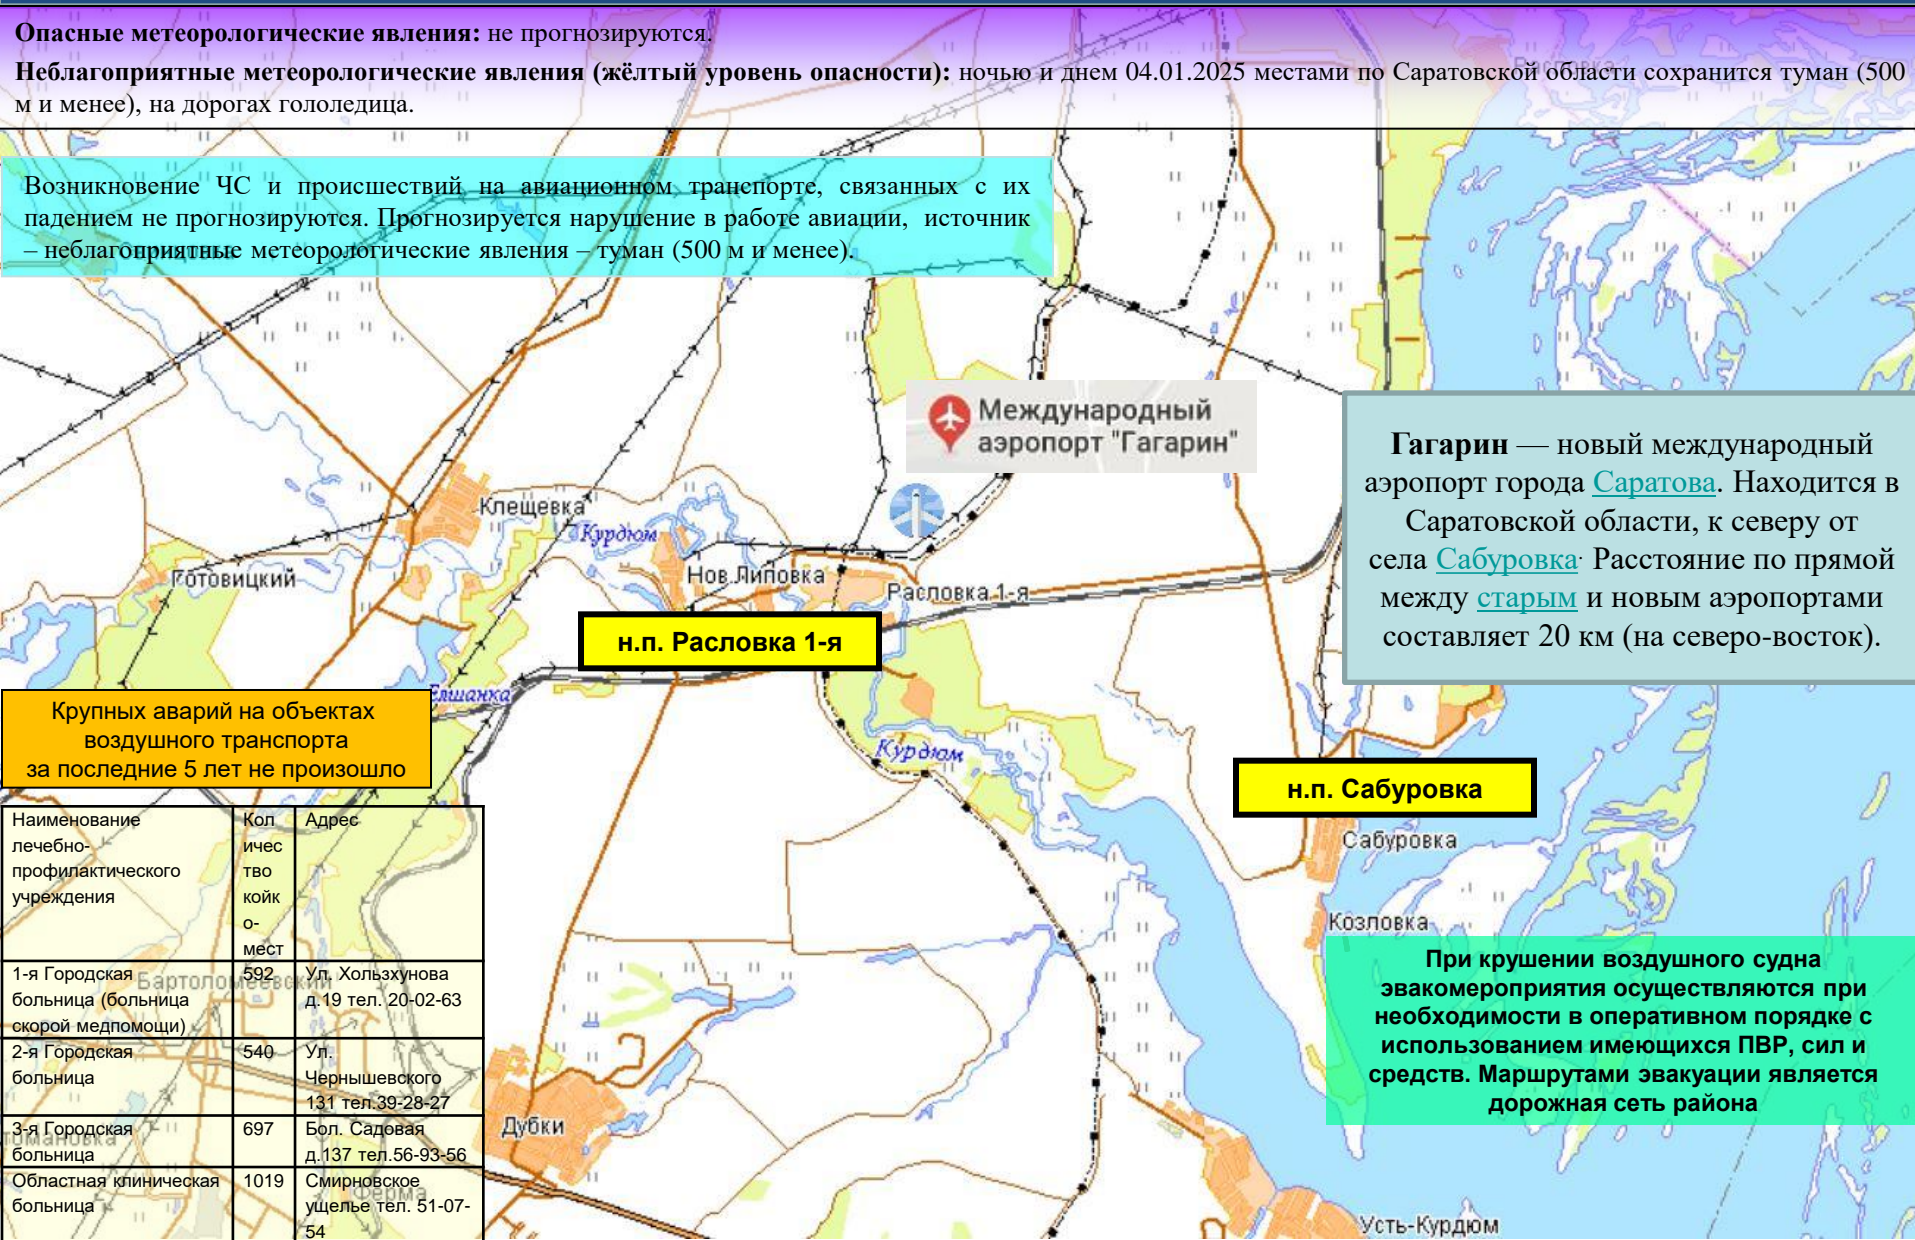 Опасные метеорологические явления: не прогнозируются.
Неблагоприятные метеорологические явления (жёлтый уровень опасности): ночью и днем 04.01.2025 местами по Саратовской области сохранится туман (500
м и менее), на дорогах гололедица.
Возникновение ЧС и происшествий на авиационном транспорте, связанных с их
падением не прогнозируются. Прогнозируется нарушение в работе авиации, источник
– неблагоприятные метеорологические явления – туман (500 м и менее).
Международный
аэропорт "Гагарин"
Гагарин — новый международный
аэропорт города Саратова. Находится в
Саратовской области, к северу от
села Сабуровка. Расстояние по прямой
между старым и новым аэропортами
составляет 20 км (на северо-восток).
Клещевка
Курдюм
Готовицкий
Нов.Липовка
Расловка 1-я
н.п. Расловка 1-я
Елшанка
Крупных аварий на объектах
воздушного транспорта
за последние 5 лет не произошло
Курдюм
н.п. Сабуровка
Сабуровка
Козловка
При крушении воздушного судна
эвакомероприятия осуществляются при
необходимости в оперативном порядке с
использованием имеющихся ПВР, сил и
средств. Маршрутами эвакуации является
дорожная сеть района
Наименование
лечебно-
профилактического
учреждения
Кол
ичес
тво
койк
о-
мест
Адрес
1-я Городская
больница (больница
скорой медпомощи)
592
Ул. Хользхунова
д.19 тел. 20-02-63
Бартоломеевский
2-я Городская
больница
540
Ул.
Чернышевского
131 тел.39-28-27
3-я Городская
больница
697
Бол. Садовая
д.137 тел.56-93-56
Областная клиническая
больница
1019
Смирновское
ущелье тел. 51-07-
54
Ферма
Дубки
Усть-Курдюм